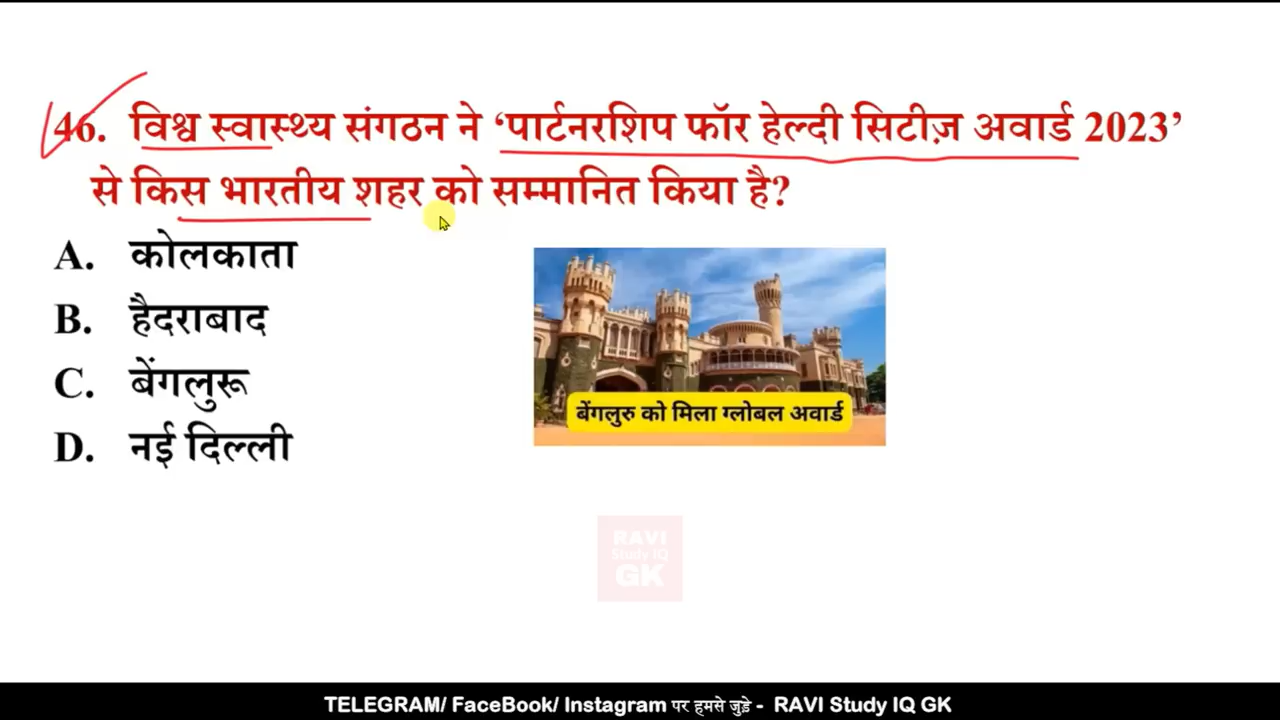 46. विश्व स्वास्थ्य संगठन ने ‘पार्टनरशिप फॉर हेल्दी सिटीज़ अवार्ड 2023’
से किस भारतीय शहर को सम्मानित किया है?
A. कोलकाता
B. हैदराबाद
C. बेंगलुरू
D. नई दिल्ली
बेंगलुरु को मिला ग्लोबल अवार्ड
RAVI
Study IQ
GK
TELEGRAM/ FaceBook/ Instagram पर हमसे जुड़े - RAVI Study IQ GK